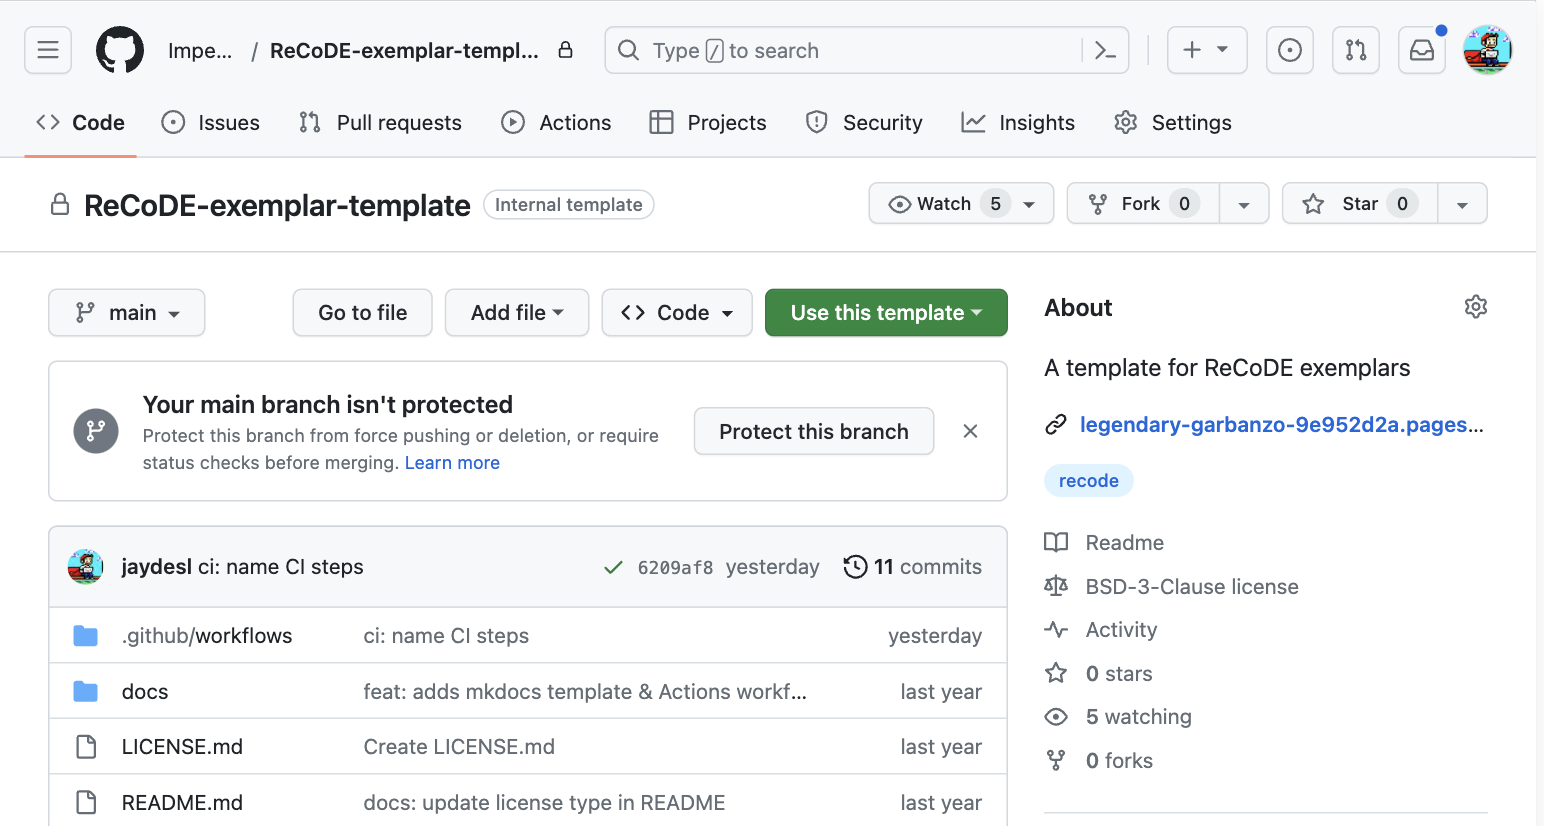 Impe... / ReCoDE-exemplar-templ...
Type / to search
Code Issues Pull requests Actions Projects Security Insights Settings
ReCoDE-exemplar-template Internal template
Watch 5 Fork 0 Star 0
main Go to file Add file Code Use this template
Your main branch isn't protected
Protect this branch from force pushing or deletion, or require
status checks before merging. Learn more
Protect this branch
jaydesl ci: name CI steps 6209af8 yesterday 11 commits
.github/workflows ci: name CI steps yesterday
docs feat: adds mkdocs template & Actions workf... last year
LICENSE.md Create LICENSE.md last year
README.md docs: update license type in README last year
About
A template for ReCoDE exemplars
legendary-garbanzo-9e952d2a.pages...
recode
Readme
BSD-3-Clause license
Activity
0 stars
5 watching
0 forks